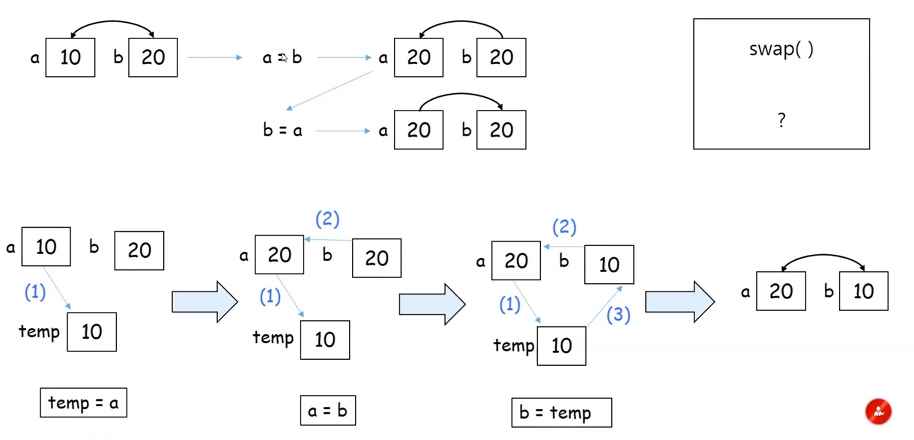 a 10 b 20 a = b a 20 b 20
swap( )
b = a a 20 b 20
?
a 10 b 20
(1)
temp 10
temp = a
(2)
a 20 b 20
(1)
temp 10
a = b
(2)
a 20 b 10
(1) (3)
temp 10
b = temp
a 20 b 10